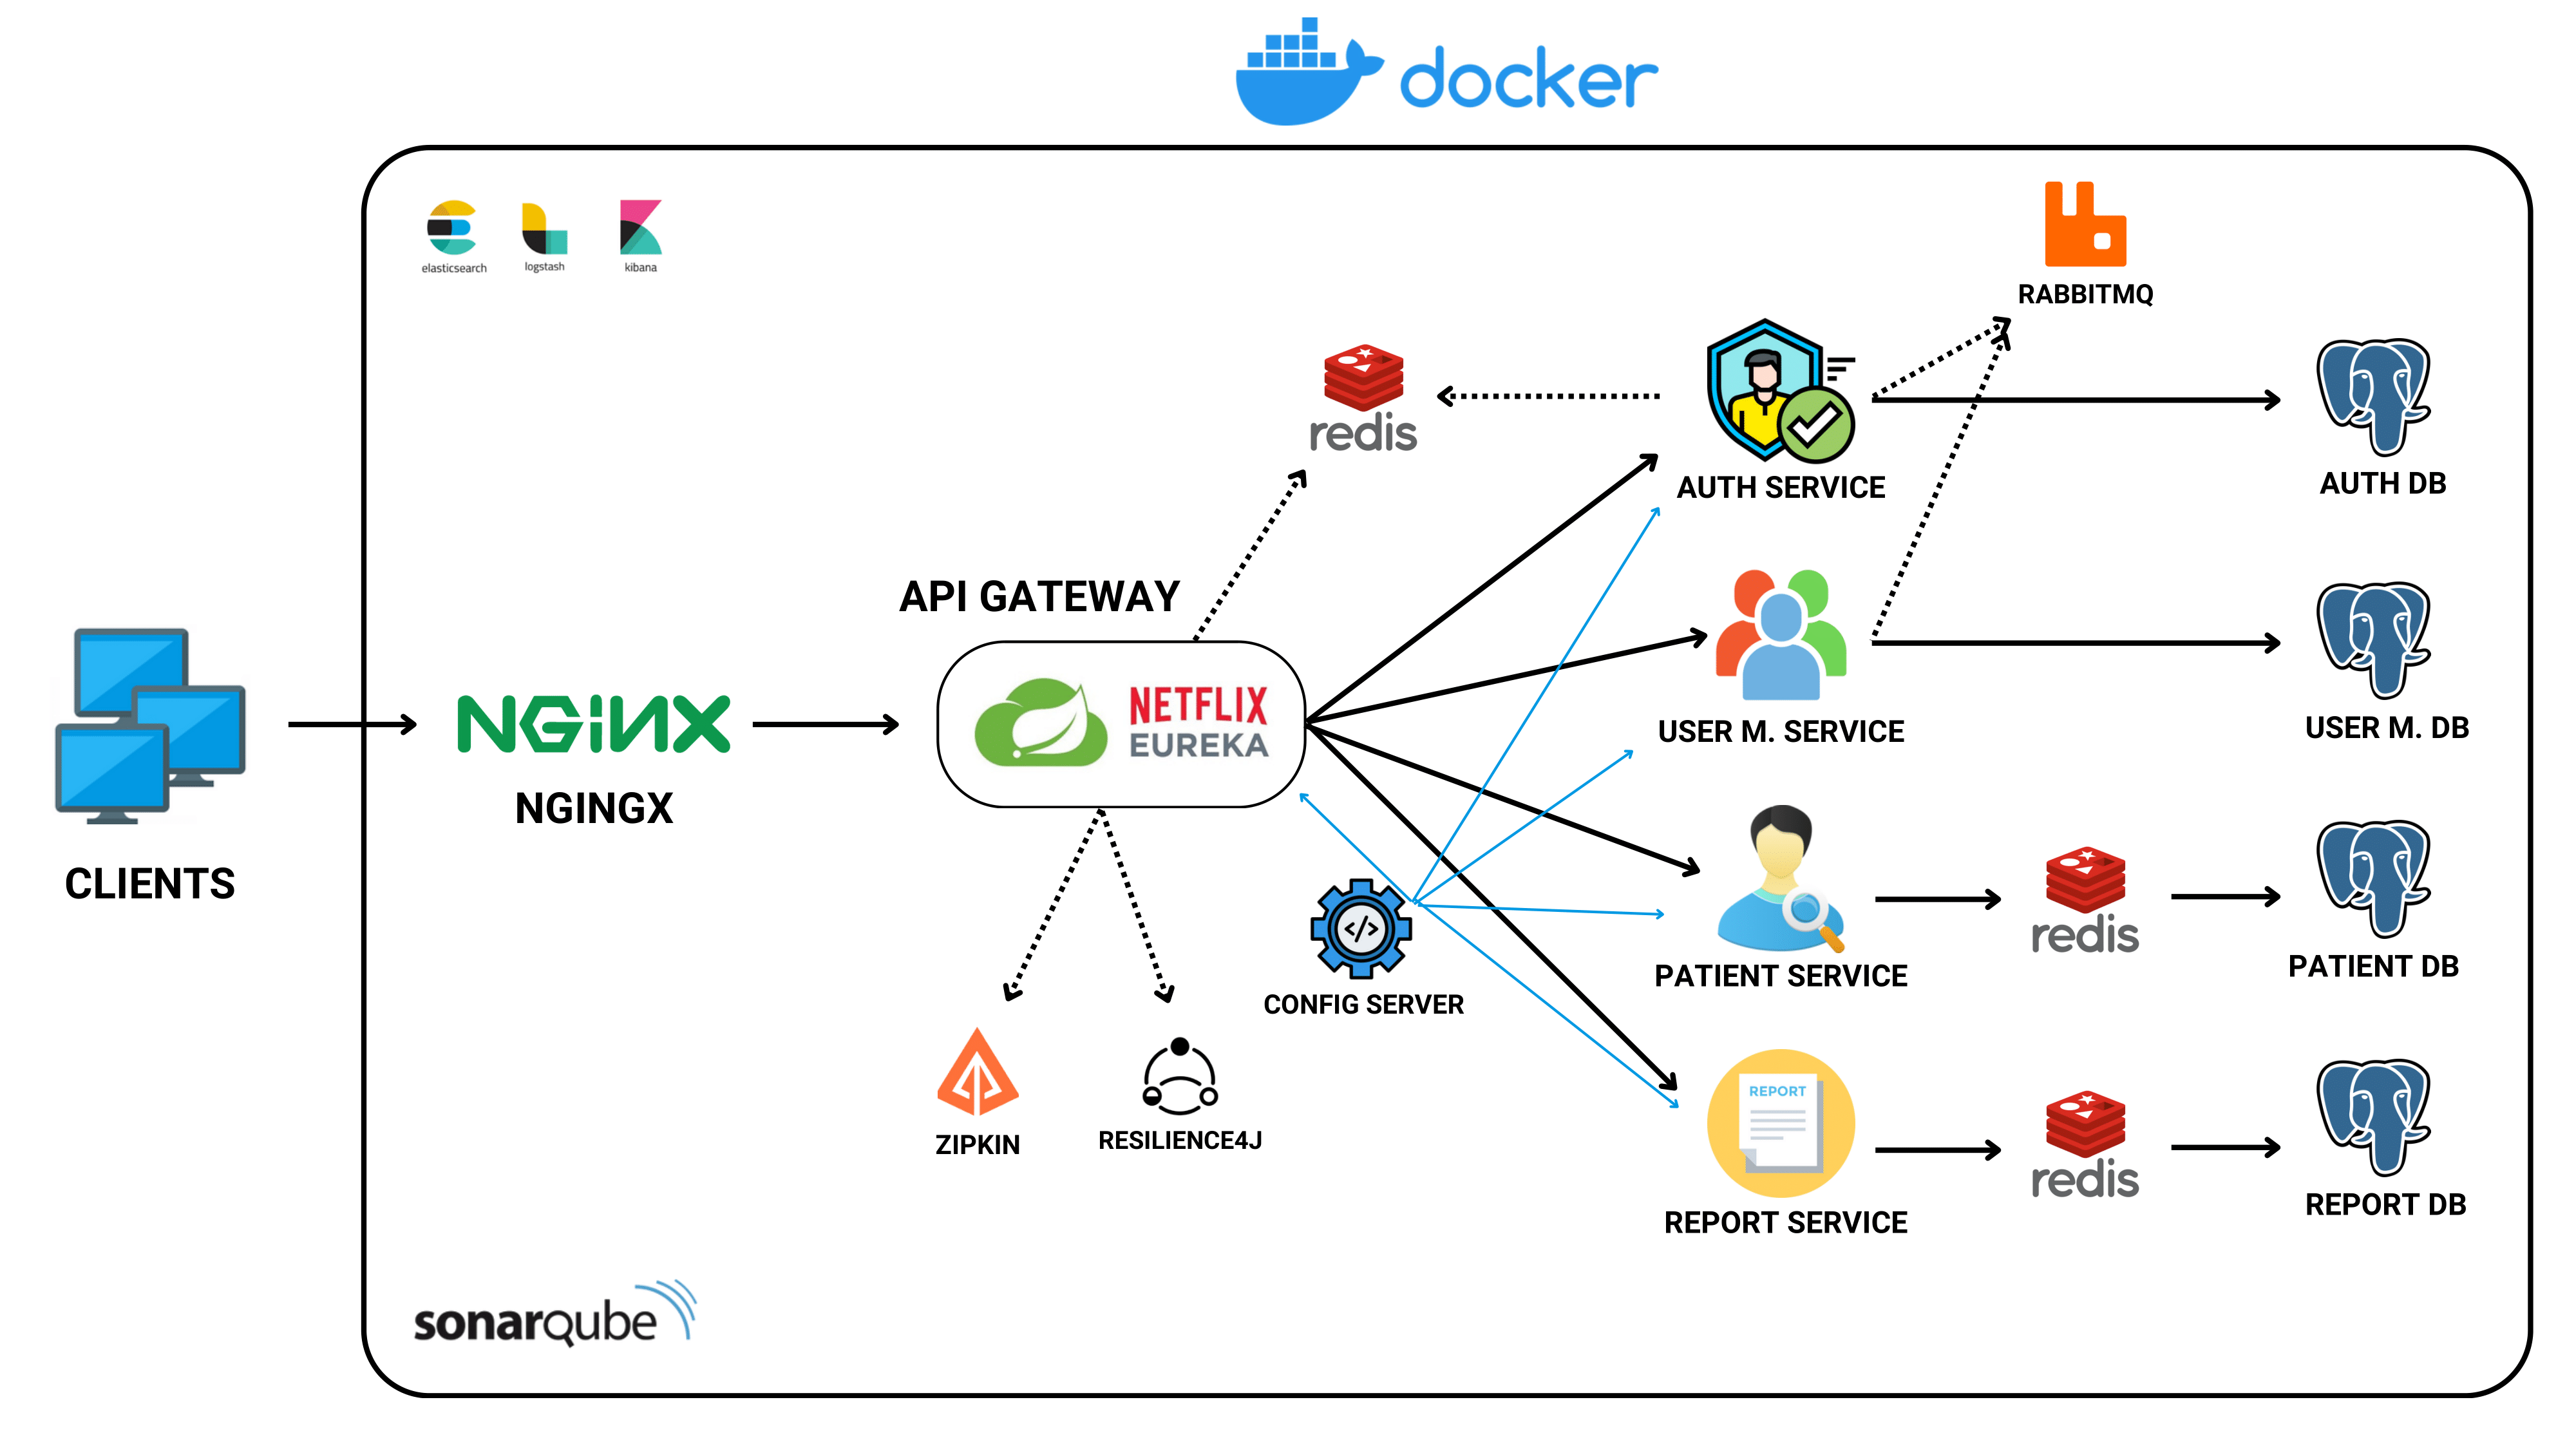 docker
elasticsearch
logstash
kibana
RABBITMQ
redis
AUTH SERVICE
AUTH DB
API GATEWAY
NETFLIX
EUREKA
NGiNX
NGINGX
CLIENTS
USER M. SERVICE
USER M. DB
</>
CONFIG SERVER
PATIENT SERVICE
redis
PATIENT DB
ZIPKIN
RESILIENCE4J
REPORT
REPORT SERVICE
redis
REPORT DB
sonarqube